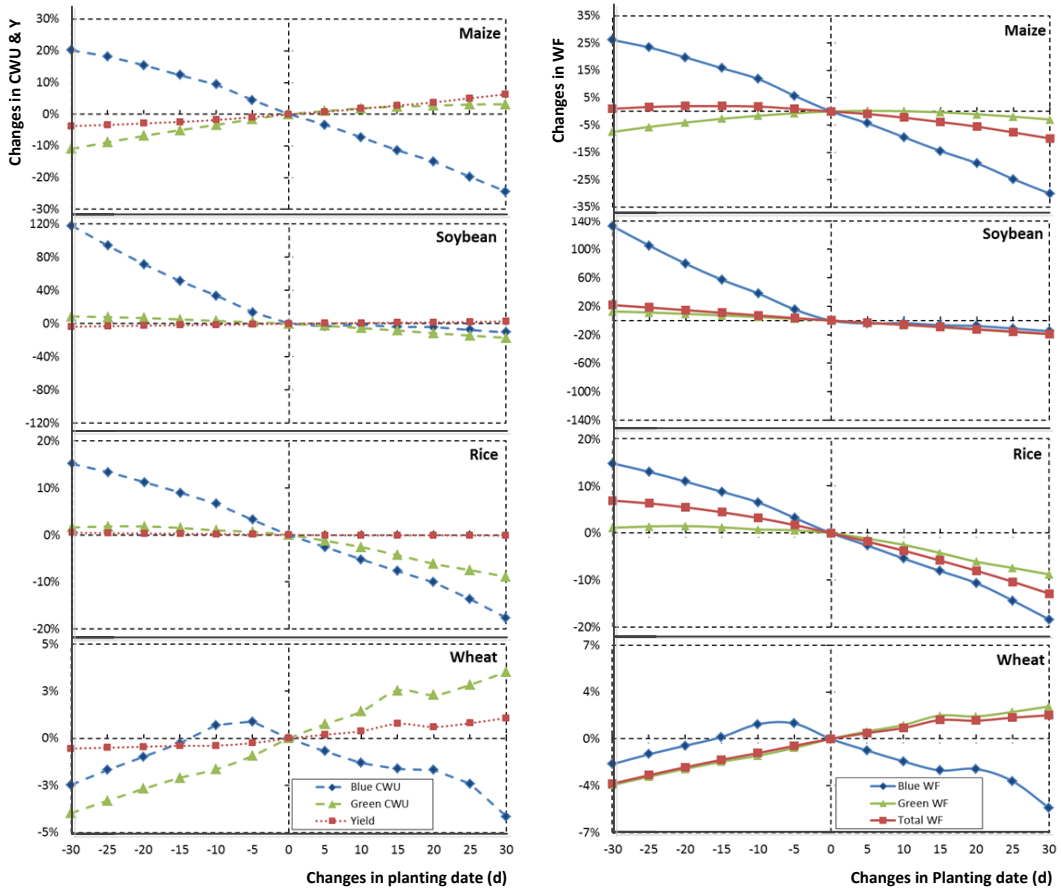 Changes in CWU & Y
Maize
30%
20%
10%
0%
-10%
-20%
30%
Soybean
120%
80%
40%
0%
-40%
-80%
-120%
Rice
20%
10%
0%
-10%
-20%
Wheat
5%
3%
0%
-3%
-5%
Blue CWU
Green CWU
Yield
-30 -25 -20 -15 -10 -5 0 5 10 15 20 25 30
Changes in planting date (d)
Changes in WF
Maize
35%
25%
15%
5%
-5%
-15%
-25%
-35%
Soybean
140%
100%
60%
20%
-20%
-60%
-100%
-140%
Rice
20%
10%
0%
-10%
-20%
Wheat
7%
4%
0%
-4%
-7%
Blue WF
Green WF
Total WF
-30 -25 -20 -15 -10 -5 0 5 10 15 20 25 30
Changes in Planting date (d)